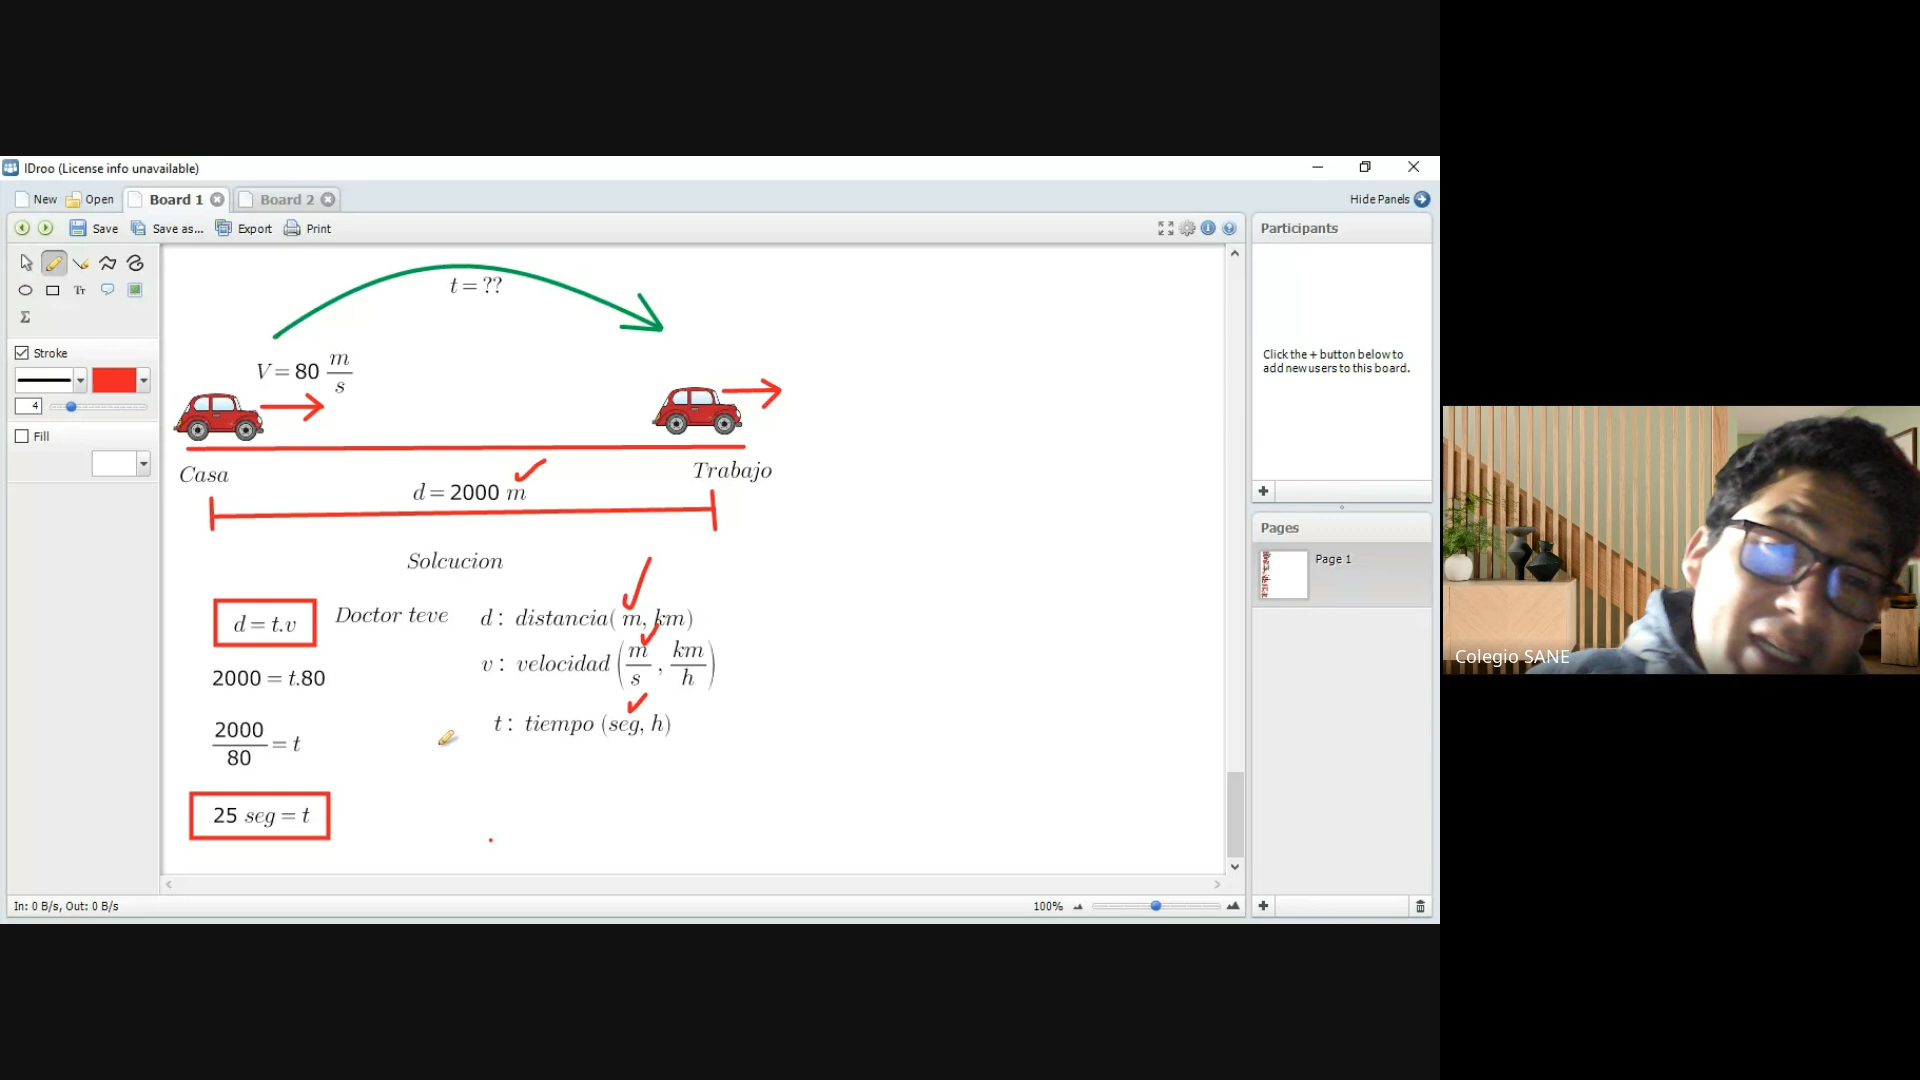 IDroo (License info unavailable)
New Open Board 1 Board 2 Hide Panels
Save Save as... Export Print
Participants
t = ??
V = 80 m/s
Casa
Trabajo
d = 2000 m
Solcucion
d = t.v
Doctor teve
d : distancia( m, km)
2000 = t.80
v : velocidad (m/s , km/h)
2000/80 = t
t : tiempo (seg, h)
25 seg = t
Tr
Σ
Stroke
4
Fill
Click the + button below to
add new users to this board.
Pages
Page 1
In: 0 B/s, Out: 0 B/s
100%
Colegio SANE